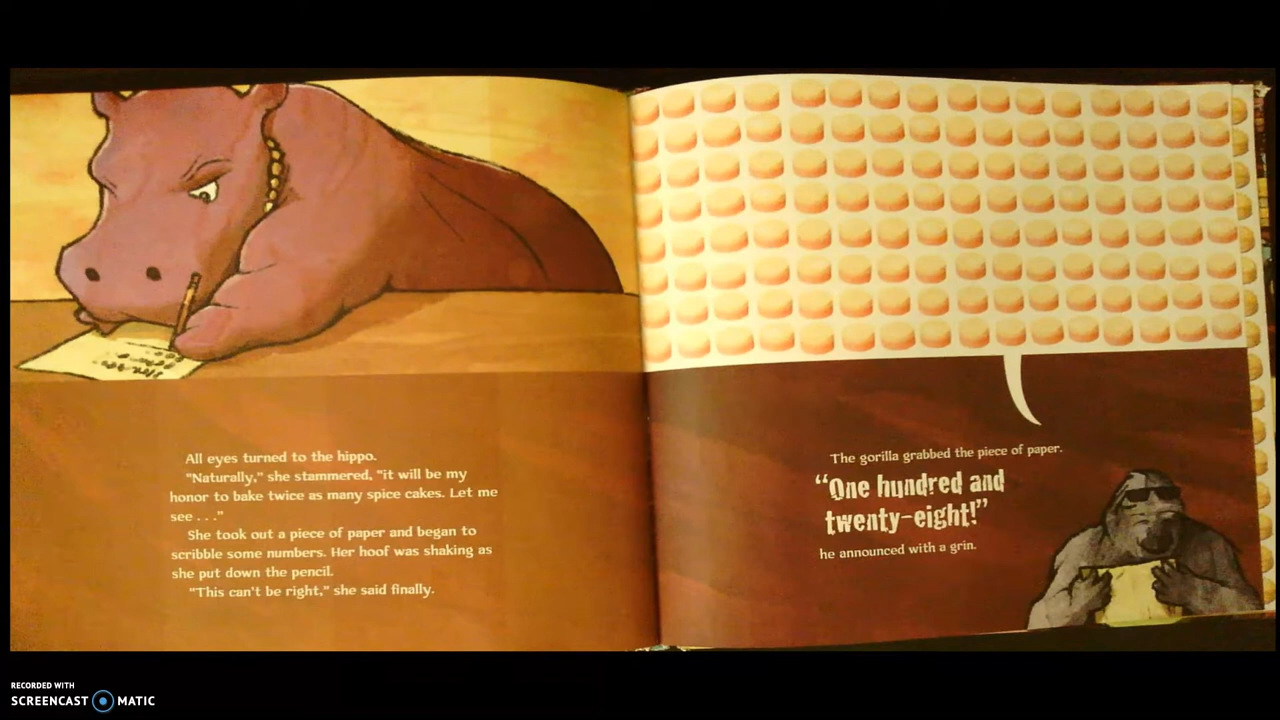 All eyes turned to the hippo.
"Naturally," she stammered, "it will be my
honor to bake twice as many spice cakes. Let me
see . . ."
She took out a piece of paper and began to
scribble some numbers. Her hoof was shaking as
she put down the pencil.
"This can't be right," she said finally.
The gorilla grabbed the piece of paper.
“One hundred and
twenty-eight!”
he announced with a grin.
RECORDED WITH
SCREENCAST MATIC